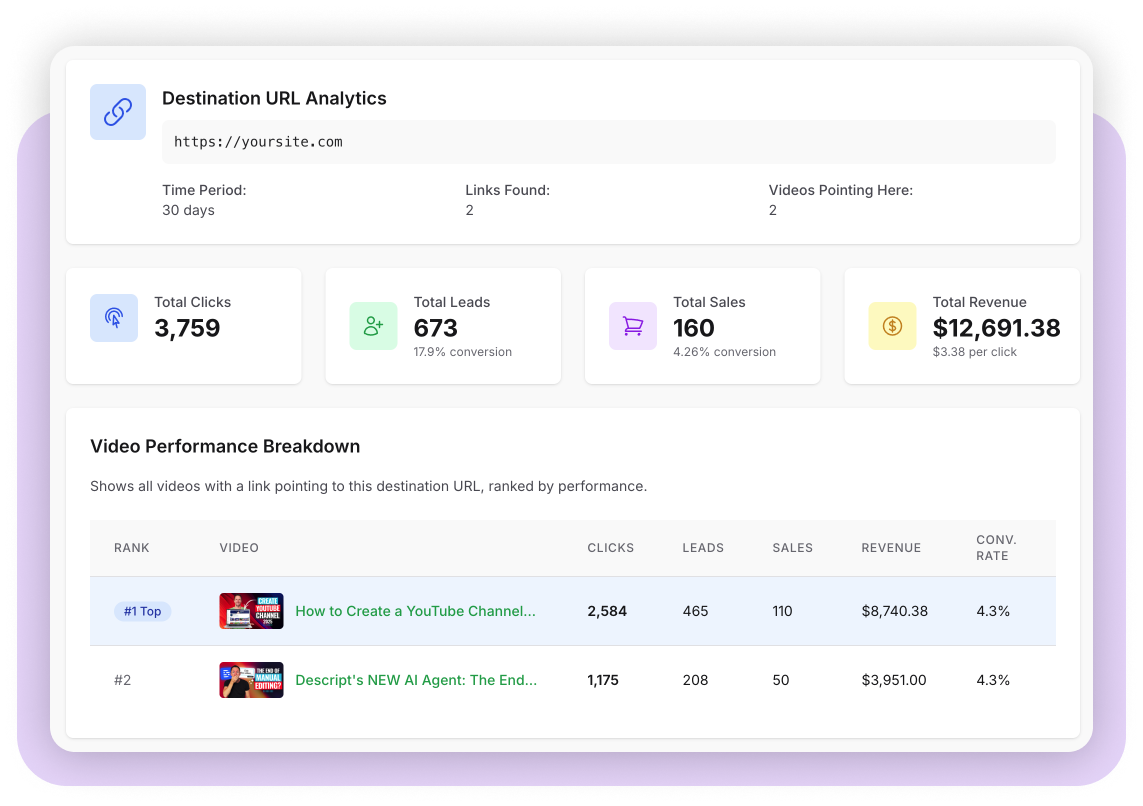 Destination URL Analytics
https://yoursite.com
Time Period: Links Found: Videos Pointing Here:
30 days 2 2
Total Clicks
3,759
Total Leads
673
17.9% conversion
Total Sales
160
4.26% conversion
Total Revenue
$12,691.38
$3.38 per click
Video Performance Breakdown
Shows all videos with a link pointing to this destination URL, ranked by performance.
RANK VIDEO CLICKS LEADS SALES REVENUE CONV. RATE
CREATE
YOUTUBE
CHANNEL
2025
#1 Top How to Create a YouTube Channel... 2,584 465 110 $8,740.38 4.3%
THE END OF
MANUAL
EDITING?
#2 Descript's NEW AI Agent: The End... 1,175 208 50 $3,951.00 4.3%